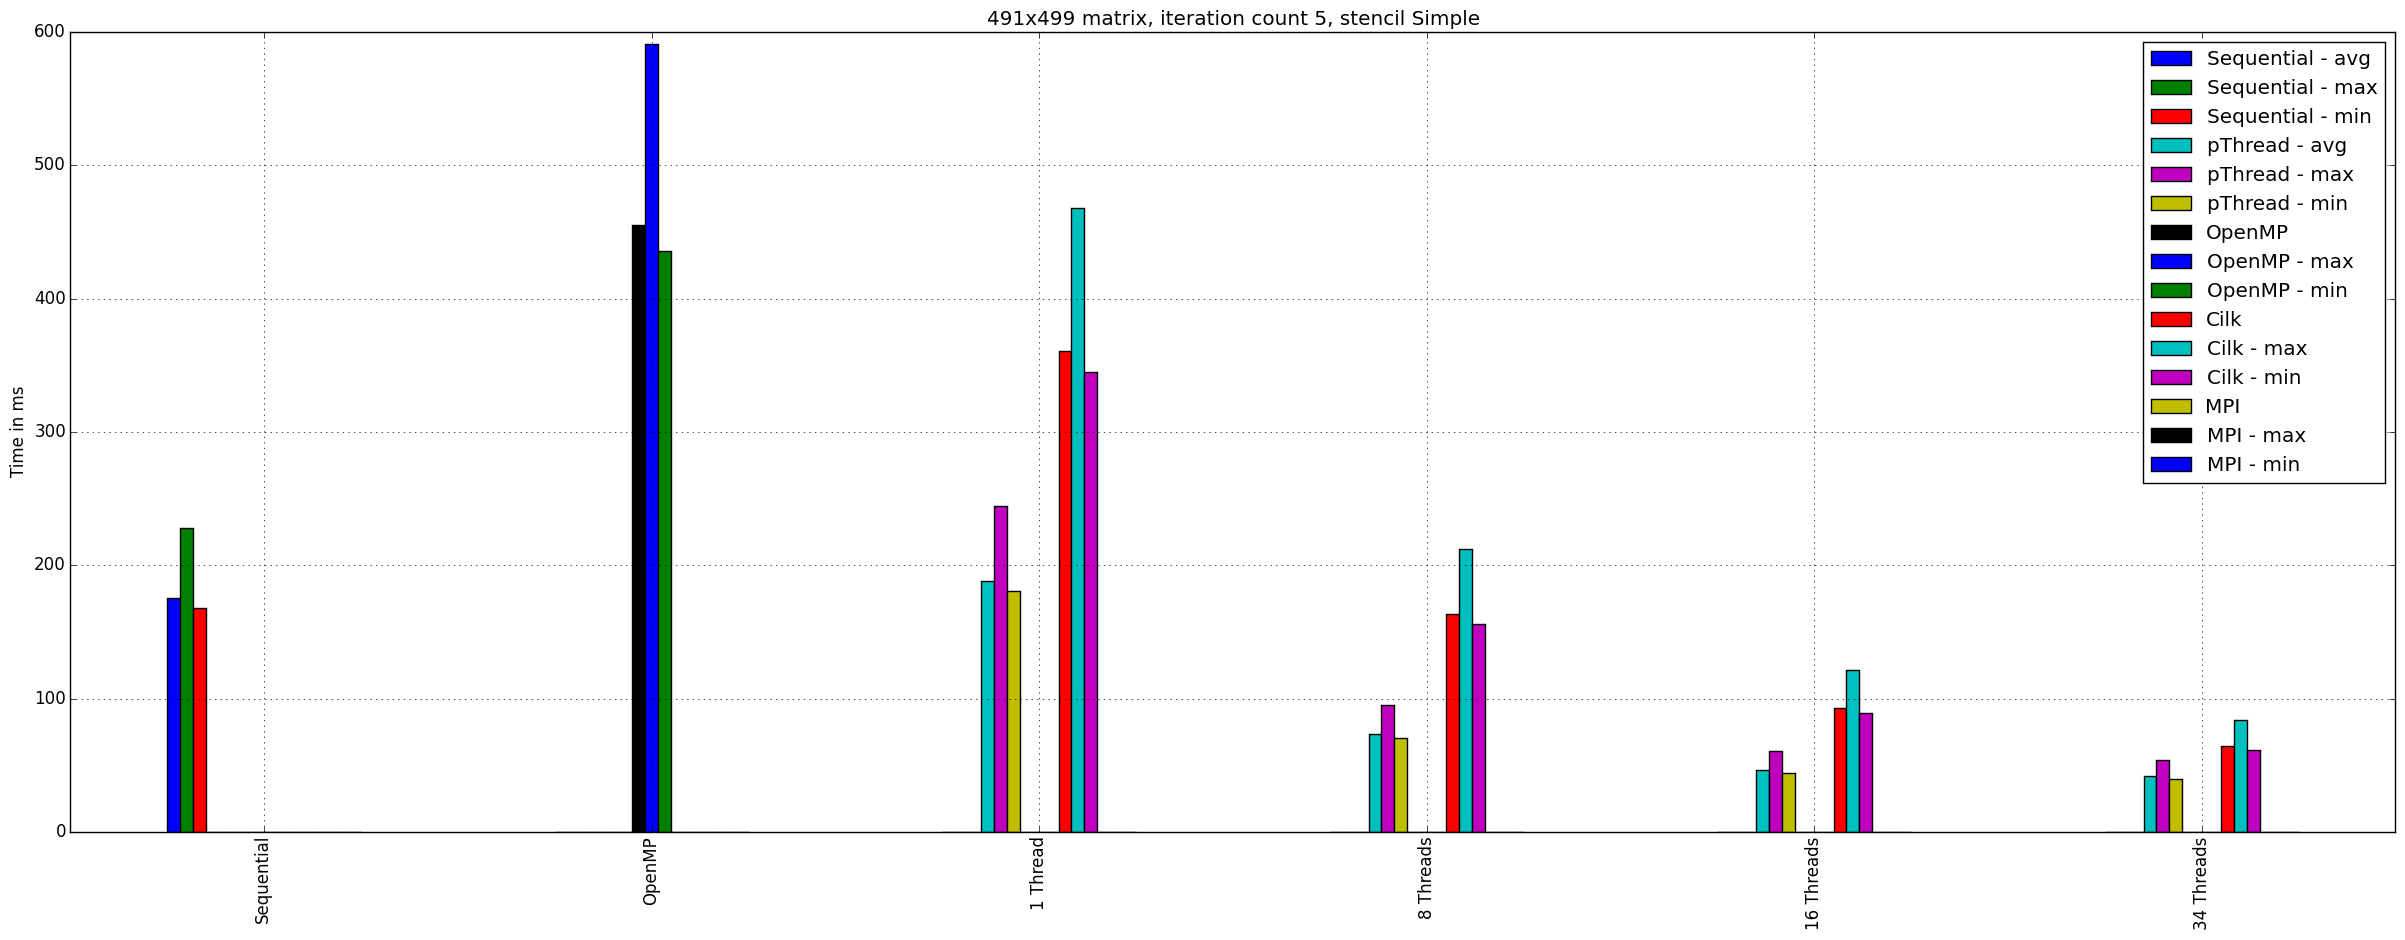 491x499 matrix, iteration count 5, stencil Simple
600
500
400
300
200
100
0
Time in ms
Sequential - avg
Sequential - max
Sequential - min
pThread - avg
pThread - max
pThread - min
OpenMP
OpenMP - max
OpenMP - min
Cilk
Cilk - max
Cilk - min
MPI
MPI - max
MPI - min
Sequential
OpenMP
1 Thread
8 Threads
16 Threads
34 Threads